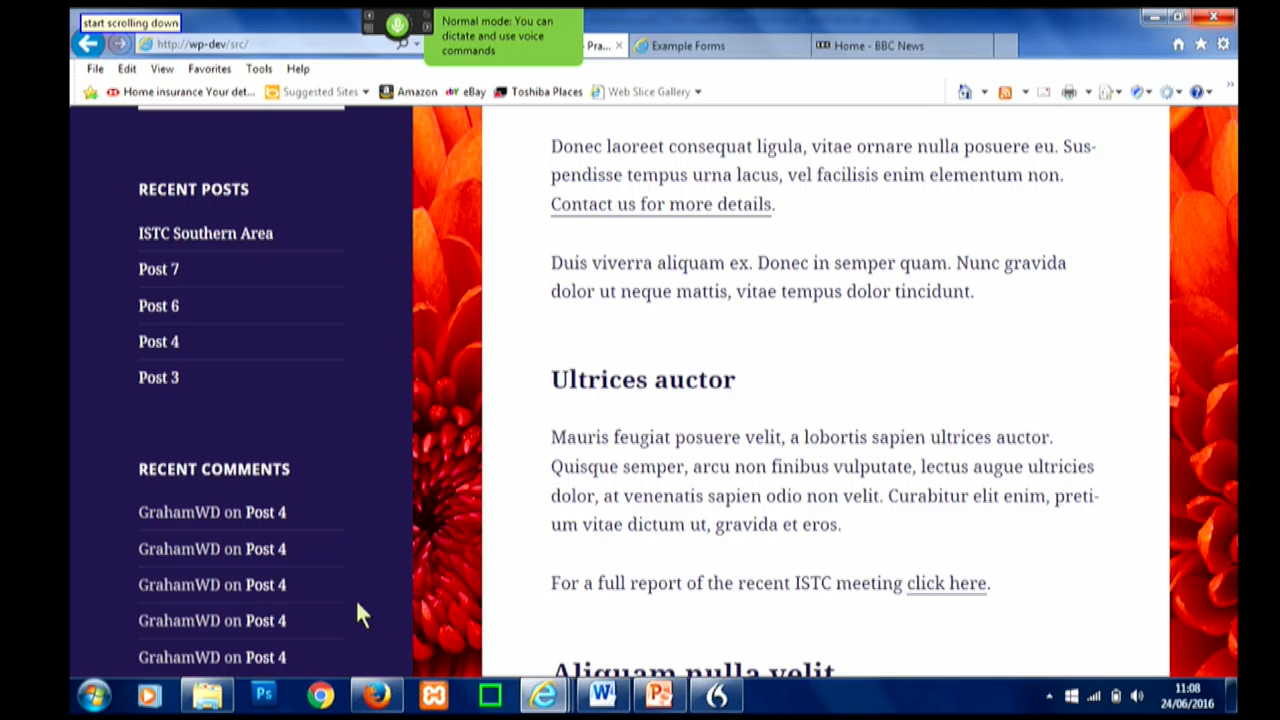 start scrolling down
Normal mode: You can
dictate and use voice
commands
http://wp-dev/src/
Pra...
Example Forms
Home - BBC News
File Edit View Favorites Tools Help
Home insurance Your det...
Suggested Sites
Amazon
eBay
Toshiba Places
Web Slice Gallery
RECENT POSTS
ISTC Southern Area
Post 7
Post 6
Post 4
Post 3
RECENT COMMENTS
GrahamWD on Post 4
GrahamWD on Post 4
GrahamWD on Post 4
GrahamWD on Post 4
GrahamWD on Post 4
Donec laoreet consequat ligula, vitae ornare nulla posuere eu. Sus-
pendisse tempus urna lacus, vel facilisis enim elementum non.
Contact us for more details.
Duis viverra aliquam ex. Donec in semper quam. Nunc gravida
dolor ut neque mattis, vitae tempus dolor tincidunt.
Ultrices auctor
Mauris feugiat posuere velit, a lobortis sapien ultrices auctor.
Quisque semper, arcu non finibus vulputate, lectus augue ultricies
dolor, at venenatis sapien odio non velit. Curabitur elit enim, preti-
um vitae dictum ut, gravida et eros.
For a full report of the recent ISTC meeting click here.
Aliquam nulla velit
Ps
11:08
24/06/2016